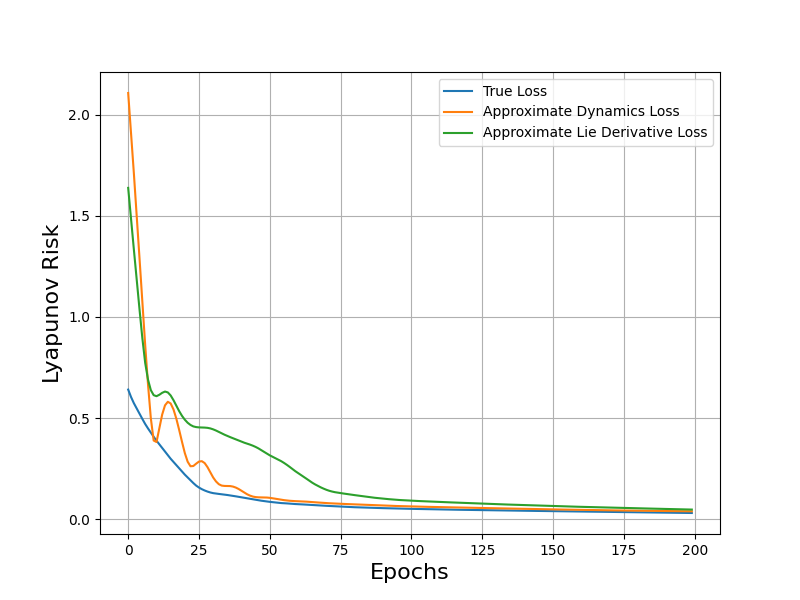 True Loss
Approximate Dynamics Loss
Approximate Lie Derivative Loss
2.0
1.5
1.0
0.5
0.0
Lyapunov Risk
0 25 50 75 100 125 150 175 200
Epochs